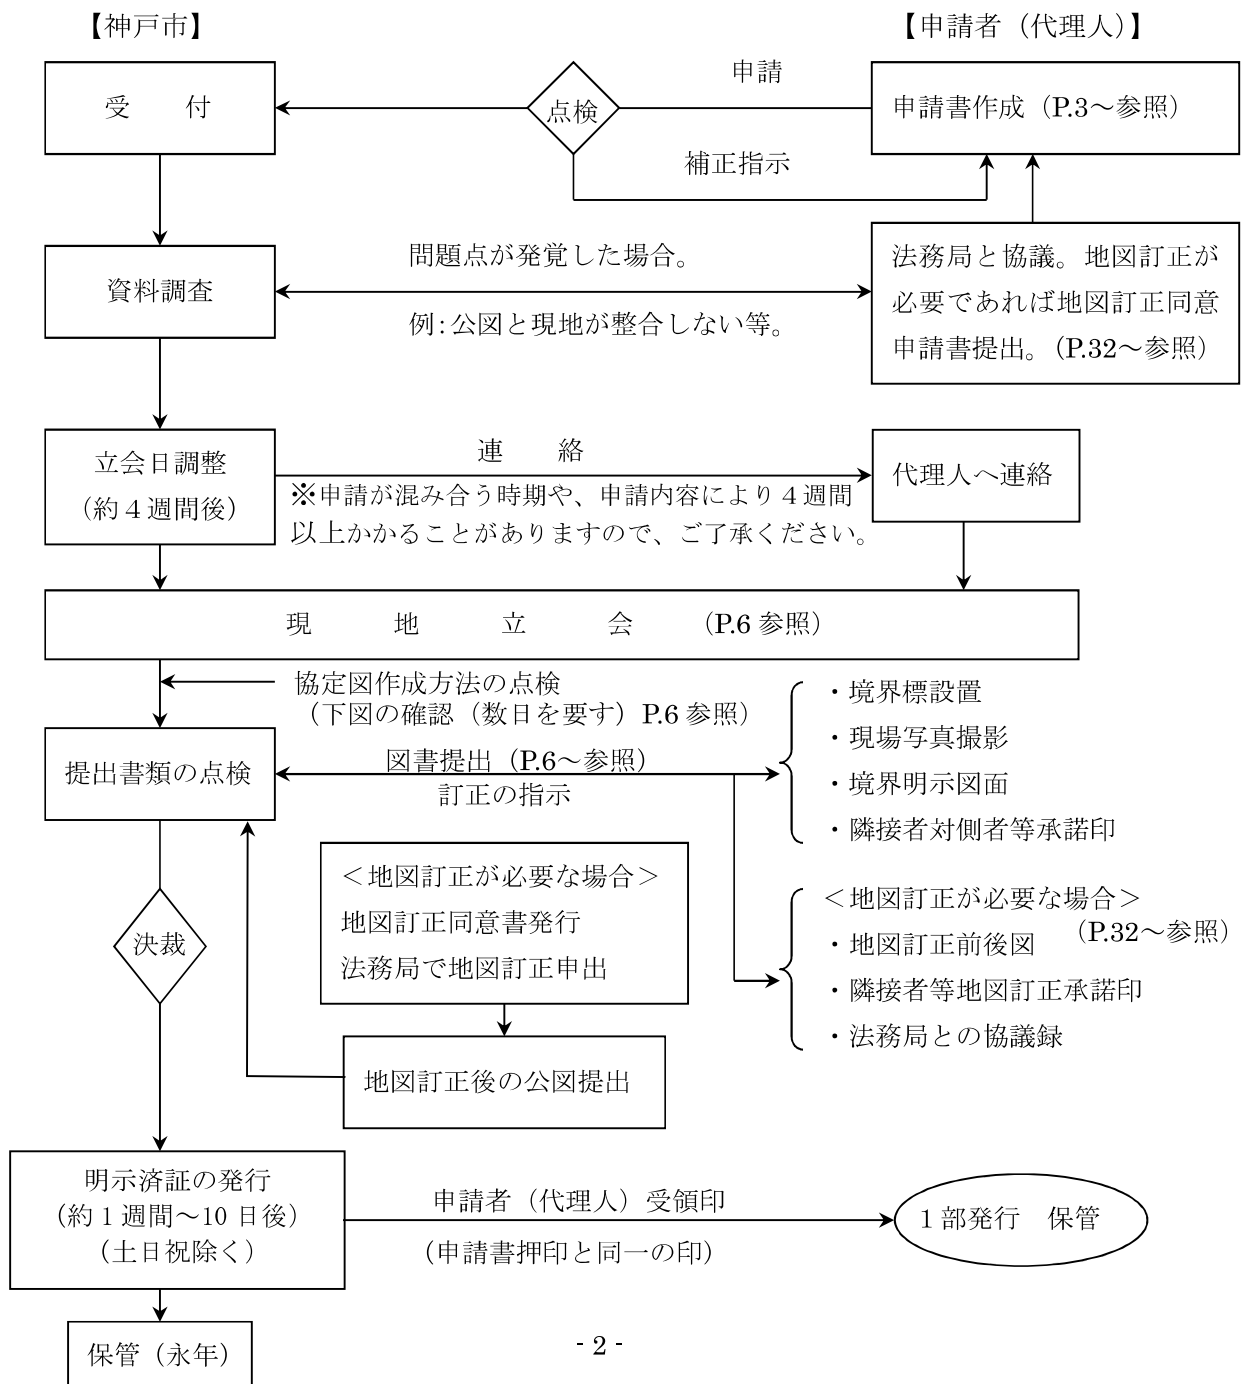 【神戸市】
【申請者（代理人）】
受　　付
点検
申請
申請書作成（P.3～参照）
補正指示
資料調査
問題点が発覚した場合。
例：公図と現地が整合しない等。
法務局と協議。地図訂正が
必要であれば地図訂正同意
申請書提出。（P.32～参照）
立会日調整
（約４週間後）
連　　絡
※申請が混み合う時期や、申請内容により４週間
以上かかることがありますので、ご了承ください。
代理人へ連絡
現　　　地　　　立　　　会　　　（P.6 参照）
協定図作成方法の点検
（下図の確認（数日を要す）P.6 参照）
提出書類の点検
図書提出（P.6～参照）
訂正の指示
・境界標設置
・現場写真撮影
・境界明示図面
・隣接者対側者等承諾印
＜地図訂正が必要な場合＞
地図訂正同意書発行
法務局で地図訂正申出
＜地図訂正が必要な場合＞
（P.32～参照）
・地図訂正前後図
・隣接者等地図訂正承諾印
・法務局との協議録
決裁
地図訂正後の公図提出
明示済証の発行
（約１週間～10 日後）
（土日祝除く）
申請者（代理人）受領印
（申請書押印と同一の印）
１部発行　保管
保管（永年）
- 2 -